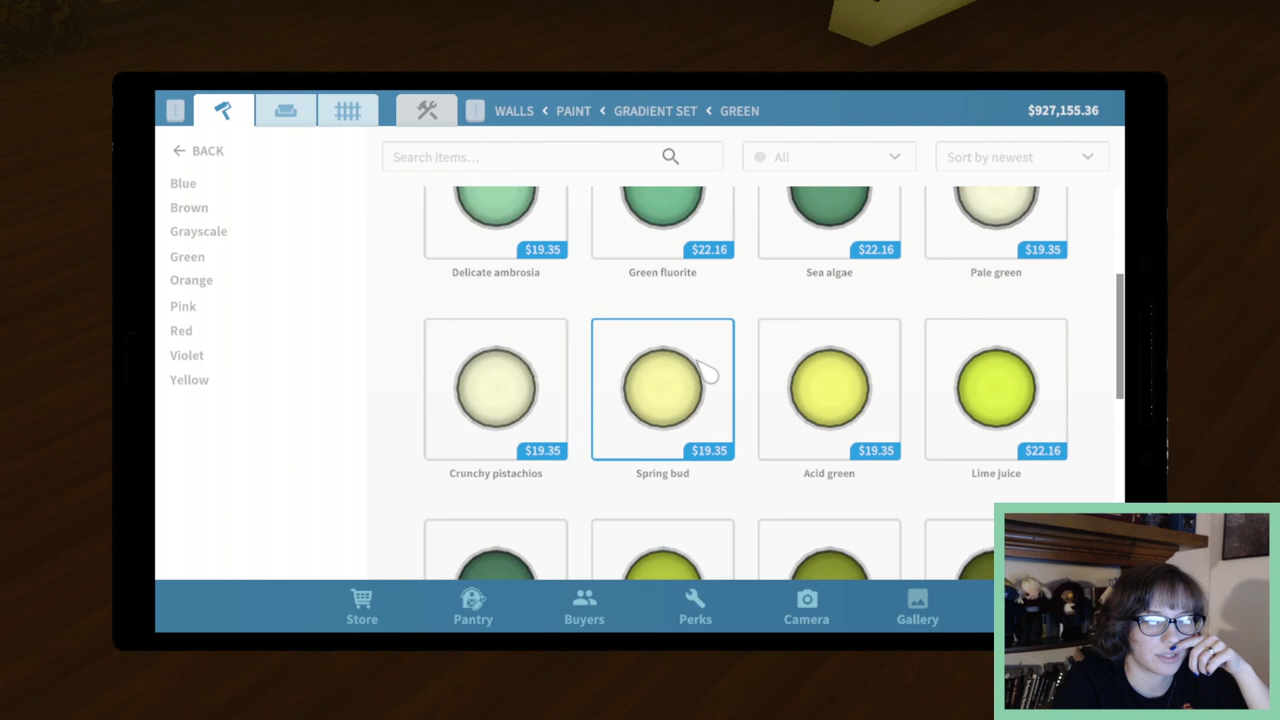 WALLS < PAINT < GRADIENT SET < GREEN
$927,155.36
BACK
Blue
Brown
Grayscale
Green
Orange
Pink
Red
Violet
Yellow
Search items...
All
Sort by newest
$19.35
$22.16
$22.16
$19.35
Delicate ambrosia
Green fluorite
Sea algae
Pale green
$19.35
$19.35
$19.35
$22.16
Crunchy pistachios
Spring bud
Acid green
Lime juice
Store
Pantry
Buyers
Perks
Camera
Gallery